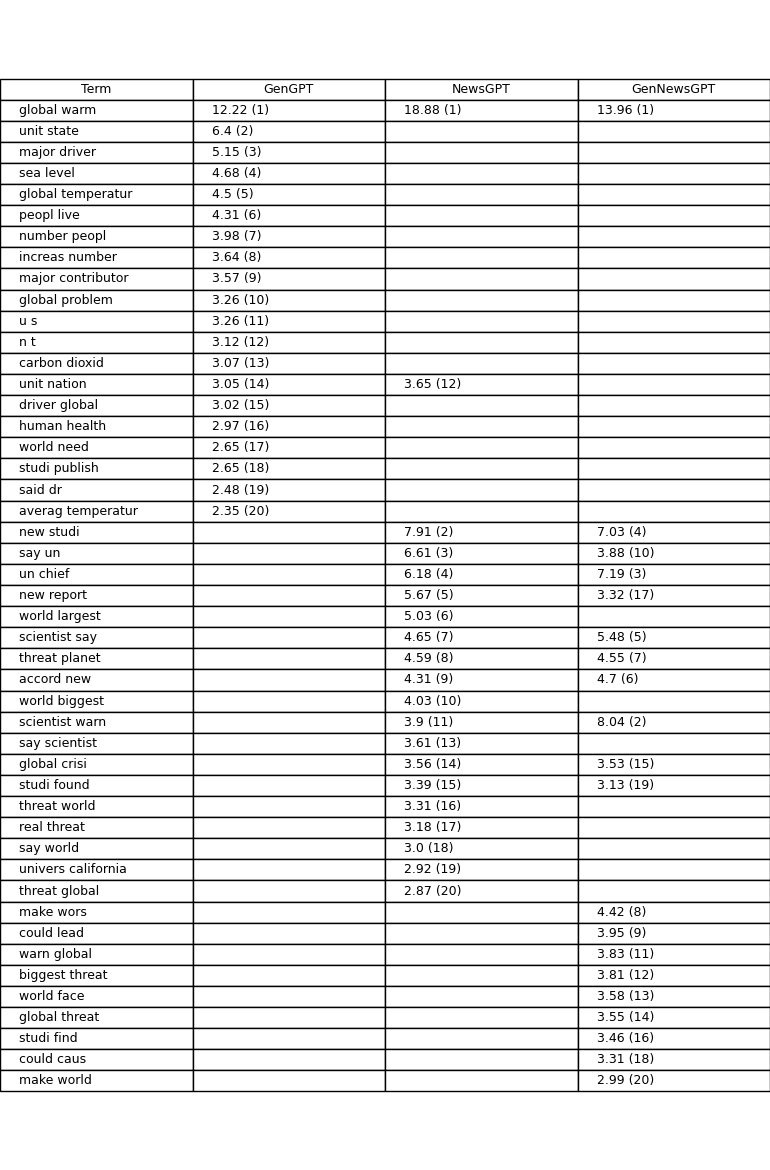 Term GenGPT NewsGPT GenNewsGPT
global warm 12.22 (1) 18.88 (1) 13.96 (1)
unit state 6.4 (2)
major driver 5.15 (3)
sea level 4.68 (4)
global temperatur 4.5 (5)
peopl live 4.31 (6)
number peopl 3.98 (7)
increas number 3.64 (8)
major contributor 3.57 (9)
global problem 3.26 (10)
u s 3.26 (11)
n t 3.12 (12)
carbon dioxid 3.07 (13)
unit nation 3.05 (14) 3.65 (12)
driver global 3.02 (15)
human health 2.97 (16)
world need 2.65 (17)
studi publish 2.65 (18)
said dr 2.48 (19)
averag temperatur 2.35 (20)
new studi 7.91 (2) 7.03 (4)
say un 6.61 (3) 3.88 (10)
un chief 6.18 (4) 7.19 (3)
new report 5.67 (5) 3.32 (17)
world largest 5.03 (6)
scientist say 4.65 (7) 5.48 (5)
threat planet 4.59 (8) 4.55 (7)
accord new 4.31 (9) 4.7 (6)
world biggest 4.03 (10)
scientist warn 3.9 (11) 8.04 (2)
say scientist 3.61 (13)
global crisi 3.56 (14) 3.53 (15)
studi found 3.39 (15) 3.13 (19)
threat world 3.31 (16)
real threat 3.18 (17)
say world 3.0 (18)
univers california 2.92 (19)
threat global 2.87 (20)
make wors 4.42 (8)
could lead 3.95 (9)
warn global 3.83 (11)
biggest threat 3.81 (12)
world face 3.58 (13)
global threat 3.55 (14)
studi find 3.46 (16)
could caus 3.31 (18)
make world 2.99 (20)